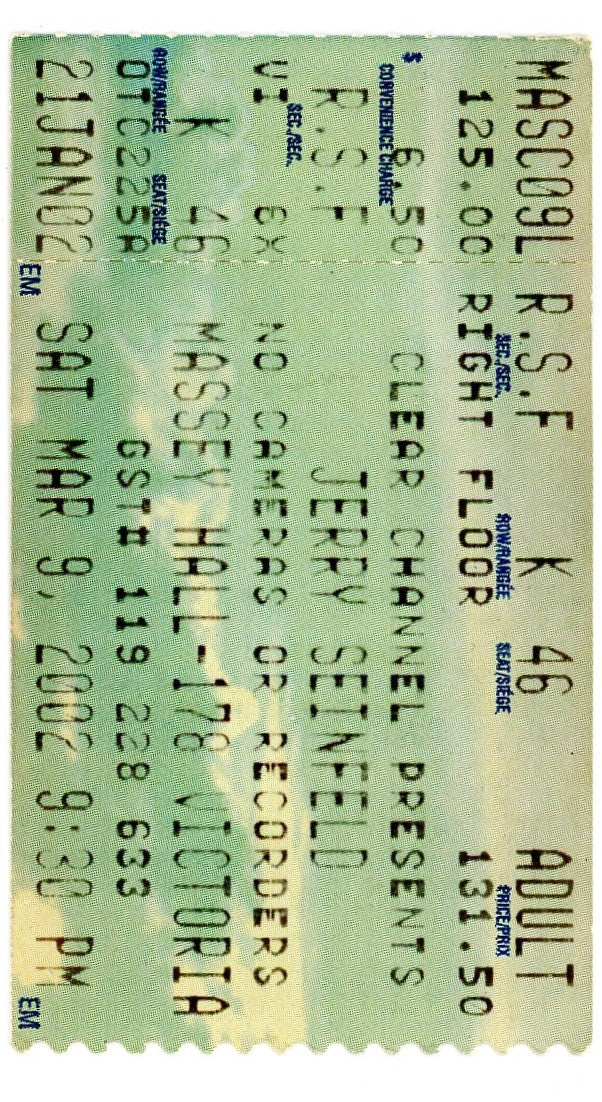 MASC09L R.S.F K 46 ADULT
SEC./SEC. ROW/RANGÉE SEAT/SIÈGE PRICE/PRIX
125.00 RIGHT FLOOR 131.50
$ 6.50 CLEAR CHANNEL PRESENTS
CONVENIENCE CHARGE
R.S.F JERRY SEINFELD
SEC./SEC.
VI 6X NO CAMERAS OR RECORDERS
K 46 MASSEY HALL-178 VICTORIA
ROW/RANGÉE SEAT/SIÈGE
OTC225A GST# 119 228 633
21JAN02 SAT MAR 9, 2002 9:30 PM
EM EM